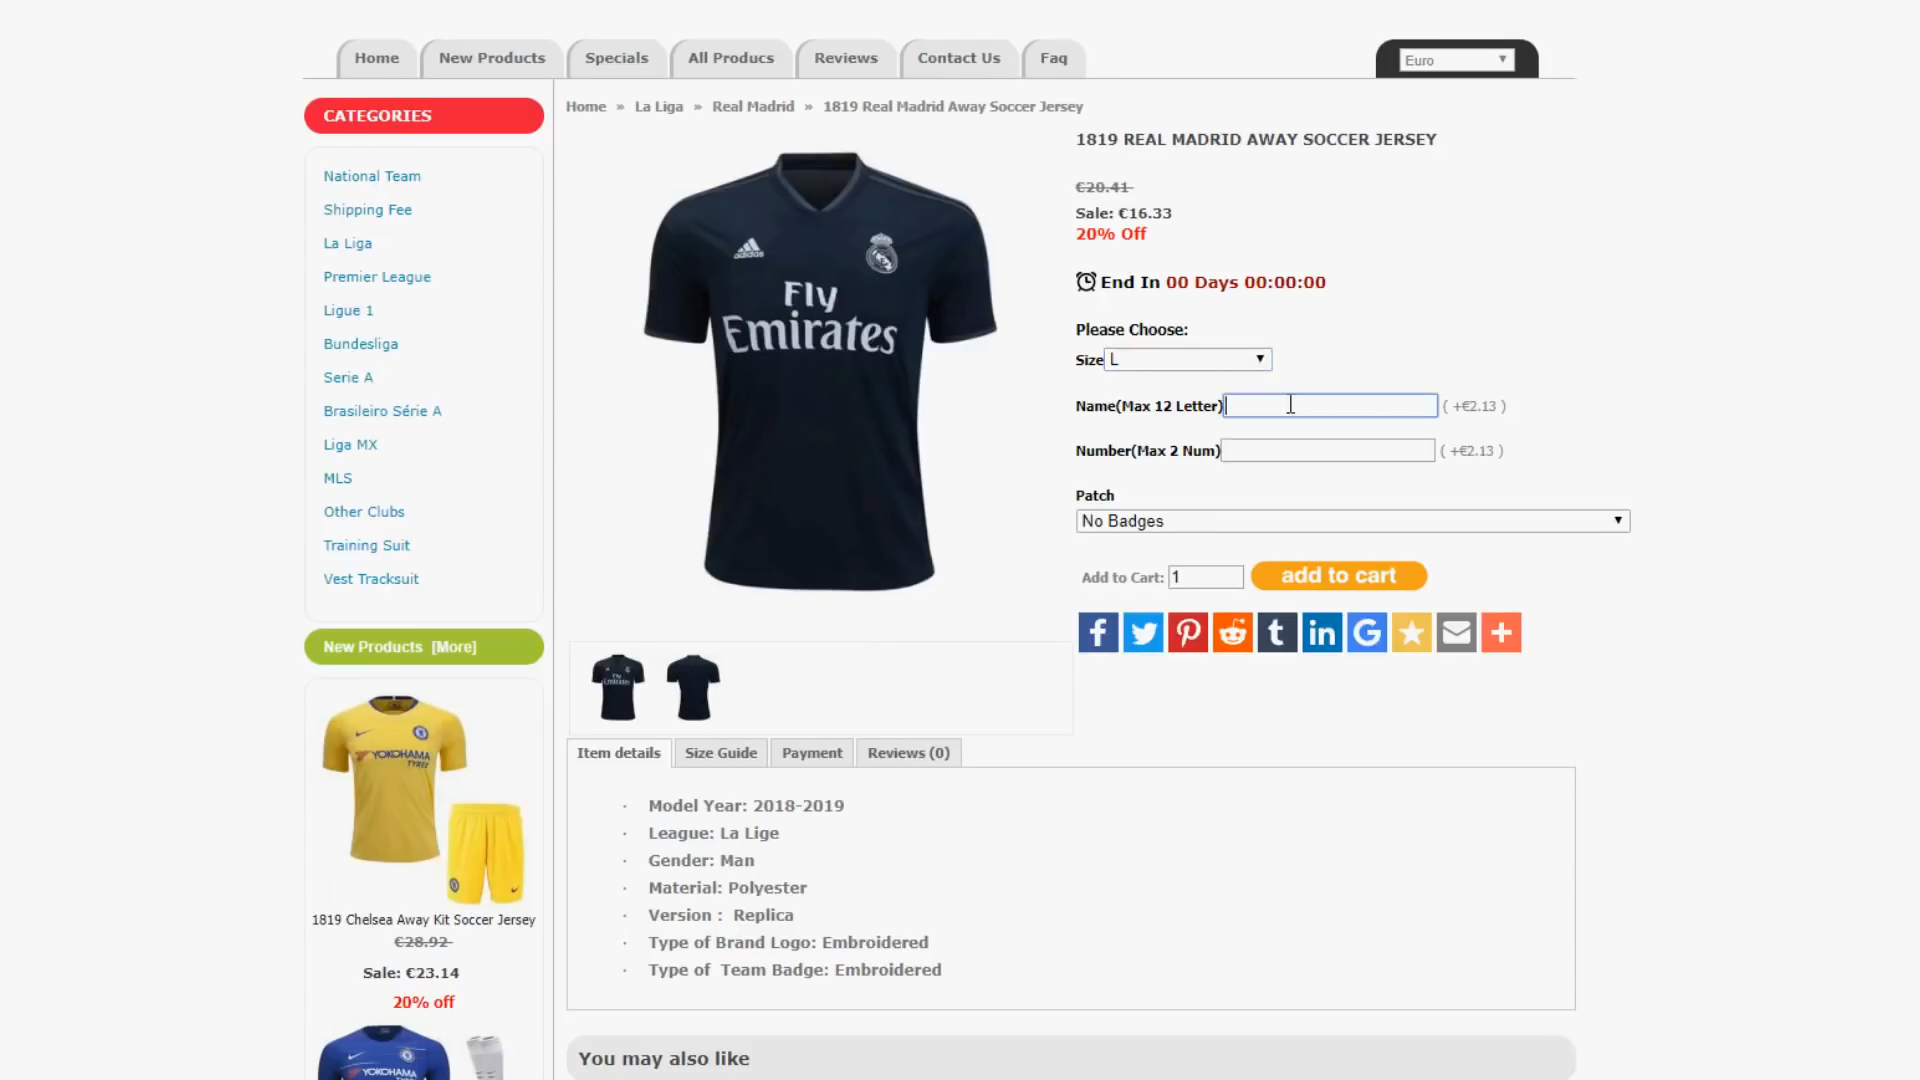 Home
New Products
Specials
All Producs
Reviews
Contact Us
Faq
Euro
CATEGORIES
National Team
Shipping Fee
La Liga
Premier League
Ligue 1
Bundesliga
Serie A
Brasileiro Série A
Liga MX
MLS
Other Clubs
Training Suit
Vest Tracksuit
New Products [More]
YOKOHAMA
TYRES
1819 Chelsea Away Kit Soccer Jersey
€28.92
Sale: €23.14
20% off
YOKOHAMA
Home » La Liga » Real Madrid » 1819 Real Madrid Away Soccer Jersey
adidas
Fly
Emirates
Fly
Emirates
1819 REAL MADRID AWAY SOCCER JERSEY
€20.41
Sale: €16.33
20% Off
End In 00 Days 00:00:00
Please Choose:
Size L
Name(Max 12 Letter) ( +€2.13 )
Number(Max 2 Num) ( +€2.13 )
Patch
No Badges
Add to Cart: 1 add to cart
Item details
Size Guide
Payment
Reviews (0)
· Model Year: 2018-2019
· League: La Lige
· Gender: Man
· Material: Polyester
· Version : Replica
· Type of Brand Logo: Embroidered
· Type of Team Badge: Embroidered
You may also like